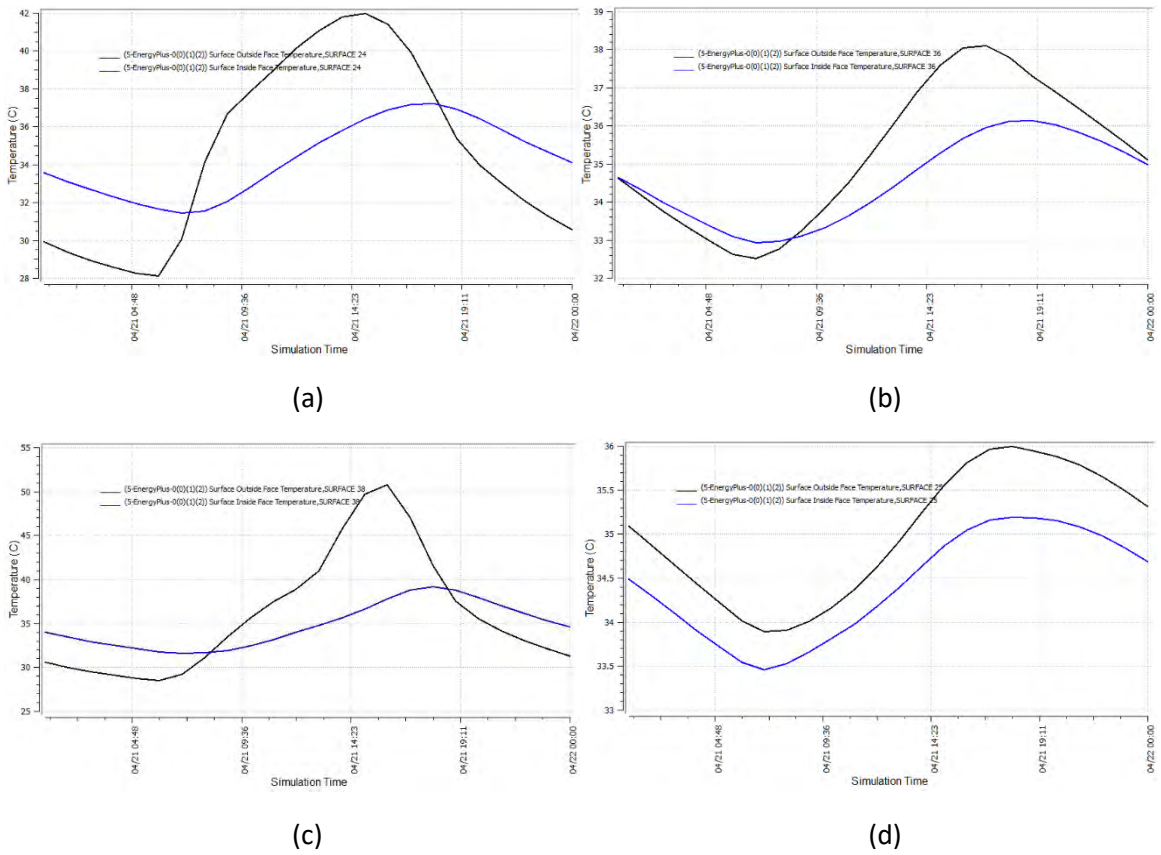 42
40
38
36
34
32
30
28
Temperature (C)
(5-EnergyPlus-0(0)(1)(2)) Surface Outside Face Temperature,SURFACE 24
(5-EnergyPlus-0(0)(1)(2)) Surface Inside Face Temperature,SURFACE 24
04/21 04:48
04/21 09:36
04/21 14:23
04/21 19:11
04/22 00:00
Simulation Time
(a)
39
38
37
36
35
34
33
32
Temperature (C)
(5-EnergyPlus-0(0)(1)(2)) Surface Outside Face Temperature,SURFACE 36
(5-EnergyPlus-0(0)(1)(2)) Surface Inside Face Temperature,SURFACE 36
04/21 04:48
04/21 09:36
04/21 14:23
04/21 19:11
04/22 00:00
Simulation Time
(b)
55
50
45
40
35
30
25
Temperature (C)
(5-EnergyPlus-0(0)(1)(2)) Surface Outside Face Temperature,SURFACE 38
(5-EnergyPlus-0(0)(1)(2)) Surface Inside Face Temperature,SURFACE 38
04/21 04:48
04/21 09:36
04/21 14:23
04/21 19:11
04/22 00:00
Simulation Time
(c)
36
35.5
35
34.5
34
33.5
33
Temperature (C)
(5-EnergyPlus-0(0)(1)(2)) Surface Outside Face Temperature,SURFACE 25
(5-EnergyPlus-0(0)(1)(2)) Surface Inside Face Temperature,SURFACE 25
04/21 04:48
04/21 09:36
04/21 14:23
04/21 19:11
04/22 00:00
Simulation Time
(d)